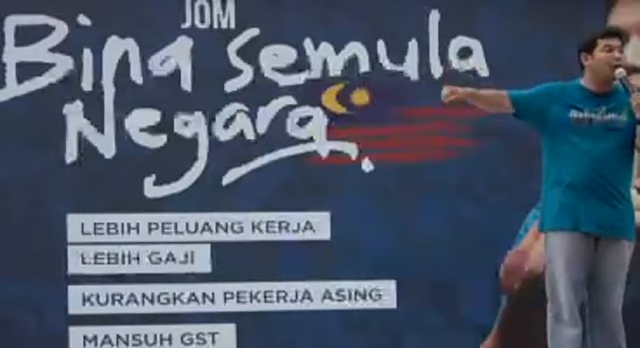 JOM
Bina semula
Negara.
LEBIH PELUANG KERJA
LEBIH GAJI
KURANGKAN PEKERJA ASING
MANSUH GST